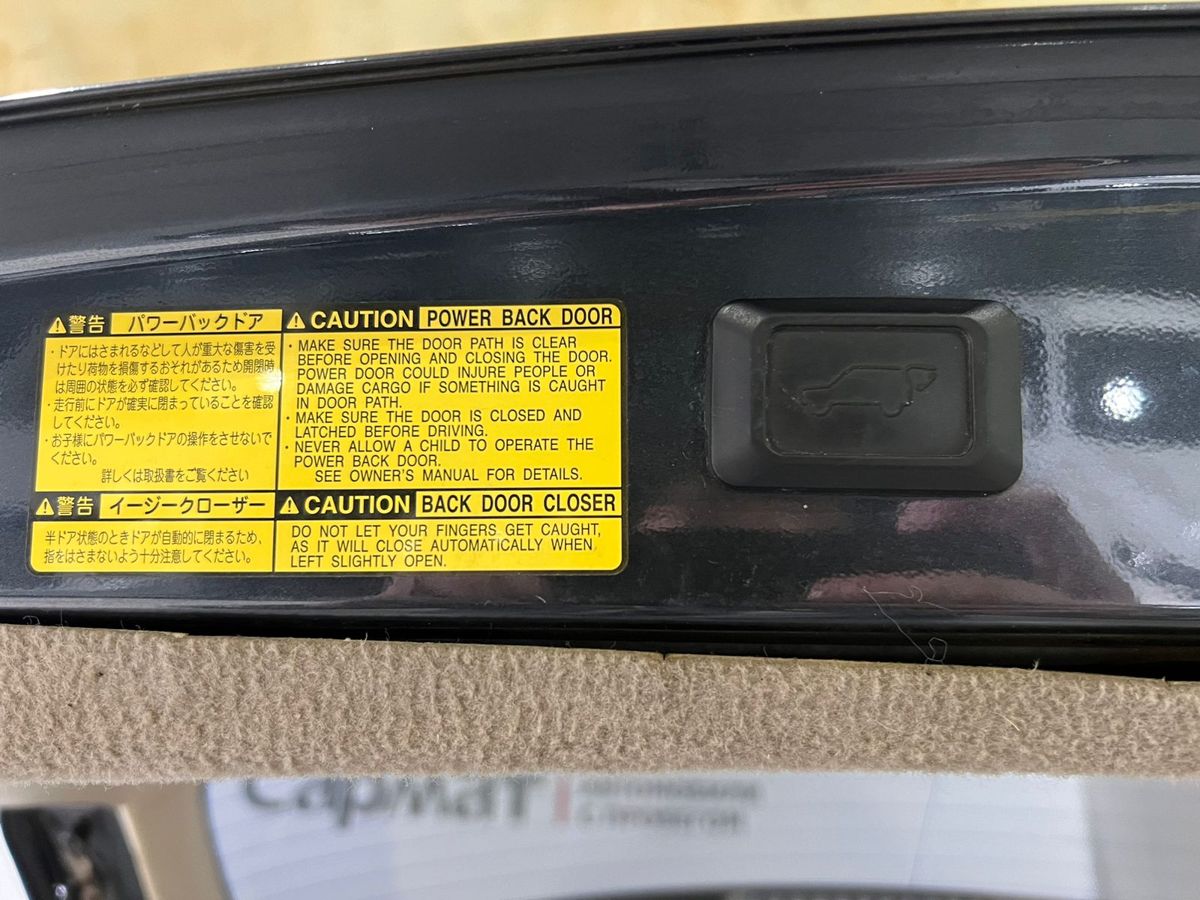 警告 パワーバックドア
・ドアにはさまれるなどして人が重大な傷害を受
けたり荷物を損傷するおそれがあるため開閉時
は周囲の状態を必ず確認してください。
・走行前にドアが確実に閉まっていることを確認
してください。
・お子様にパワーバックドアの操作をさせないで
ください。
詳しくは取扱書をご覧ください
CAUTION POWER BACK DOOR
・MAKE SURE THE DOOR PATH IS CLEAR
BEFORE OPENING AND CLOSING THE DOOR.
POWER DOOR COULD INJURE PEOPLE OR
DAMAGE CARGO IF SOMETHING IS CAUGHT
IN DOOR PATH.
・MAKE SURE THE DOOR IS CLOSED AND
LATCHED BEFORE DRIVING.
・NEVER ALLOW A CHILD TO OPERATE THE
POWER BACK DOOR.
SEE OWNER'S MANUAL FOR DETAILS.
警告 イージークローザー
半ドア状態のときドアが自動的に閉まるため、
指をはさまないよう十分注意してください。
CAUTION BACK DOOR CLOSER
DO NOT LET YOUR FINGERS GET CAUGHT,
AS IT WILL CLOSE AUTOMATICALLY WHEN
LEFT SLIGHTLY OPEN.
Сармат
автомобили
с пробегом